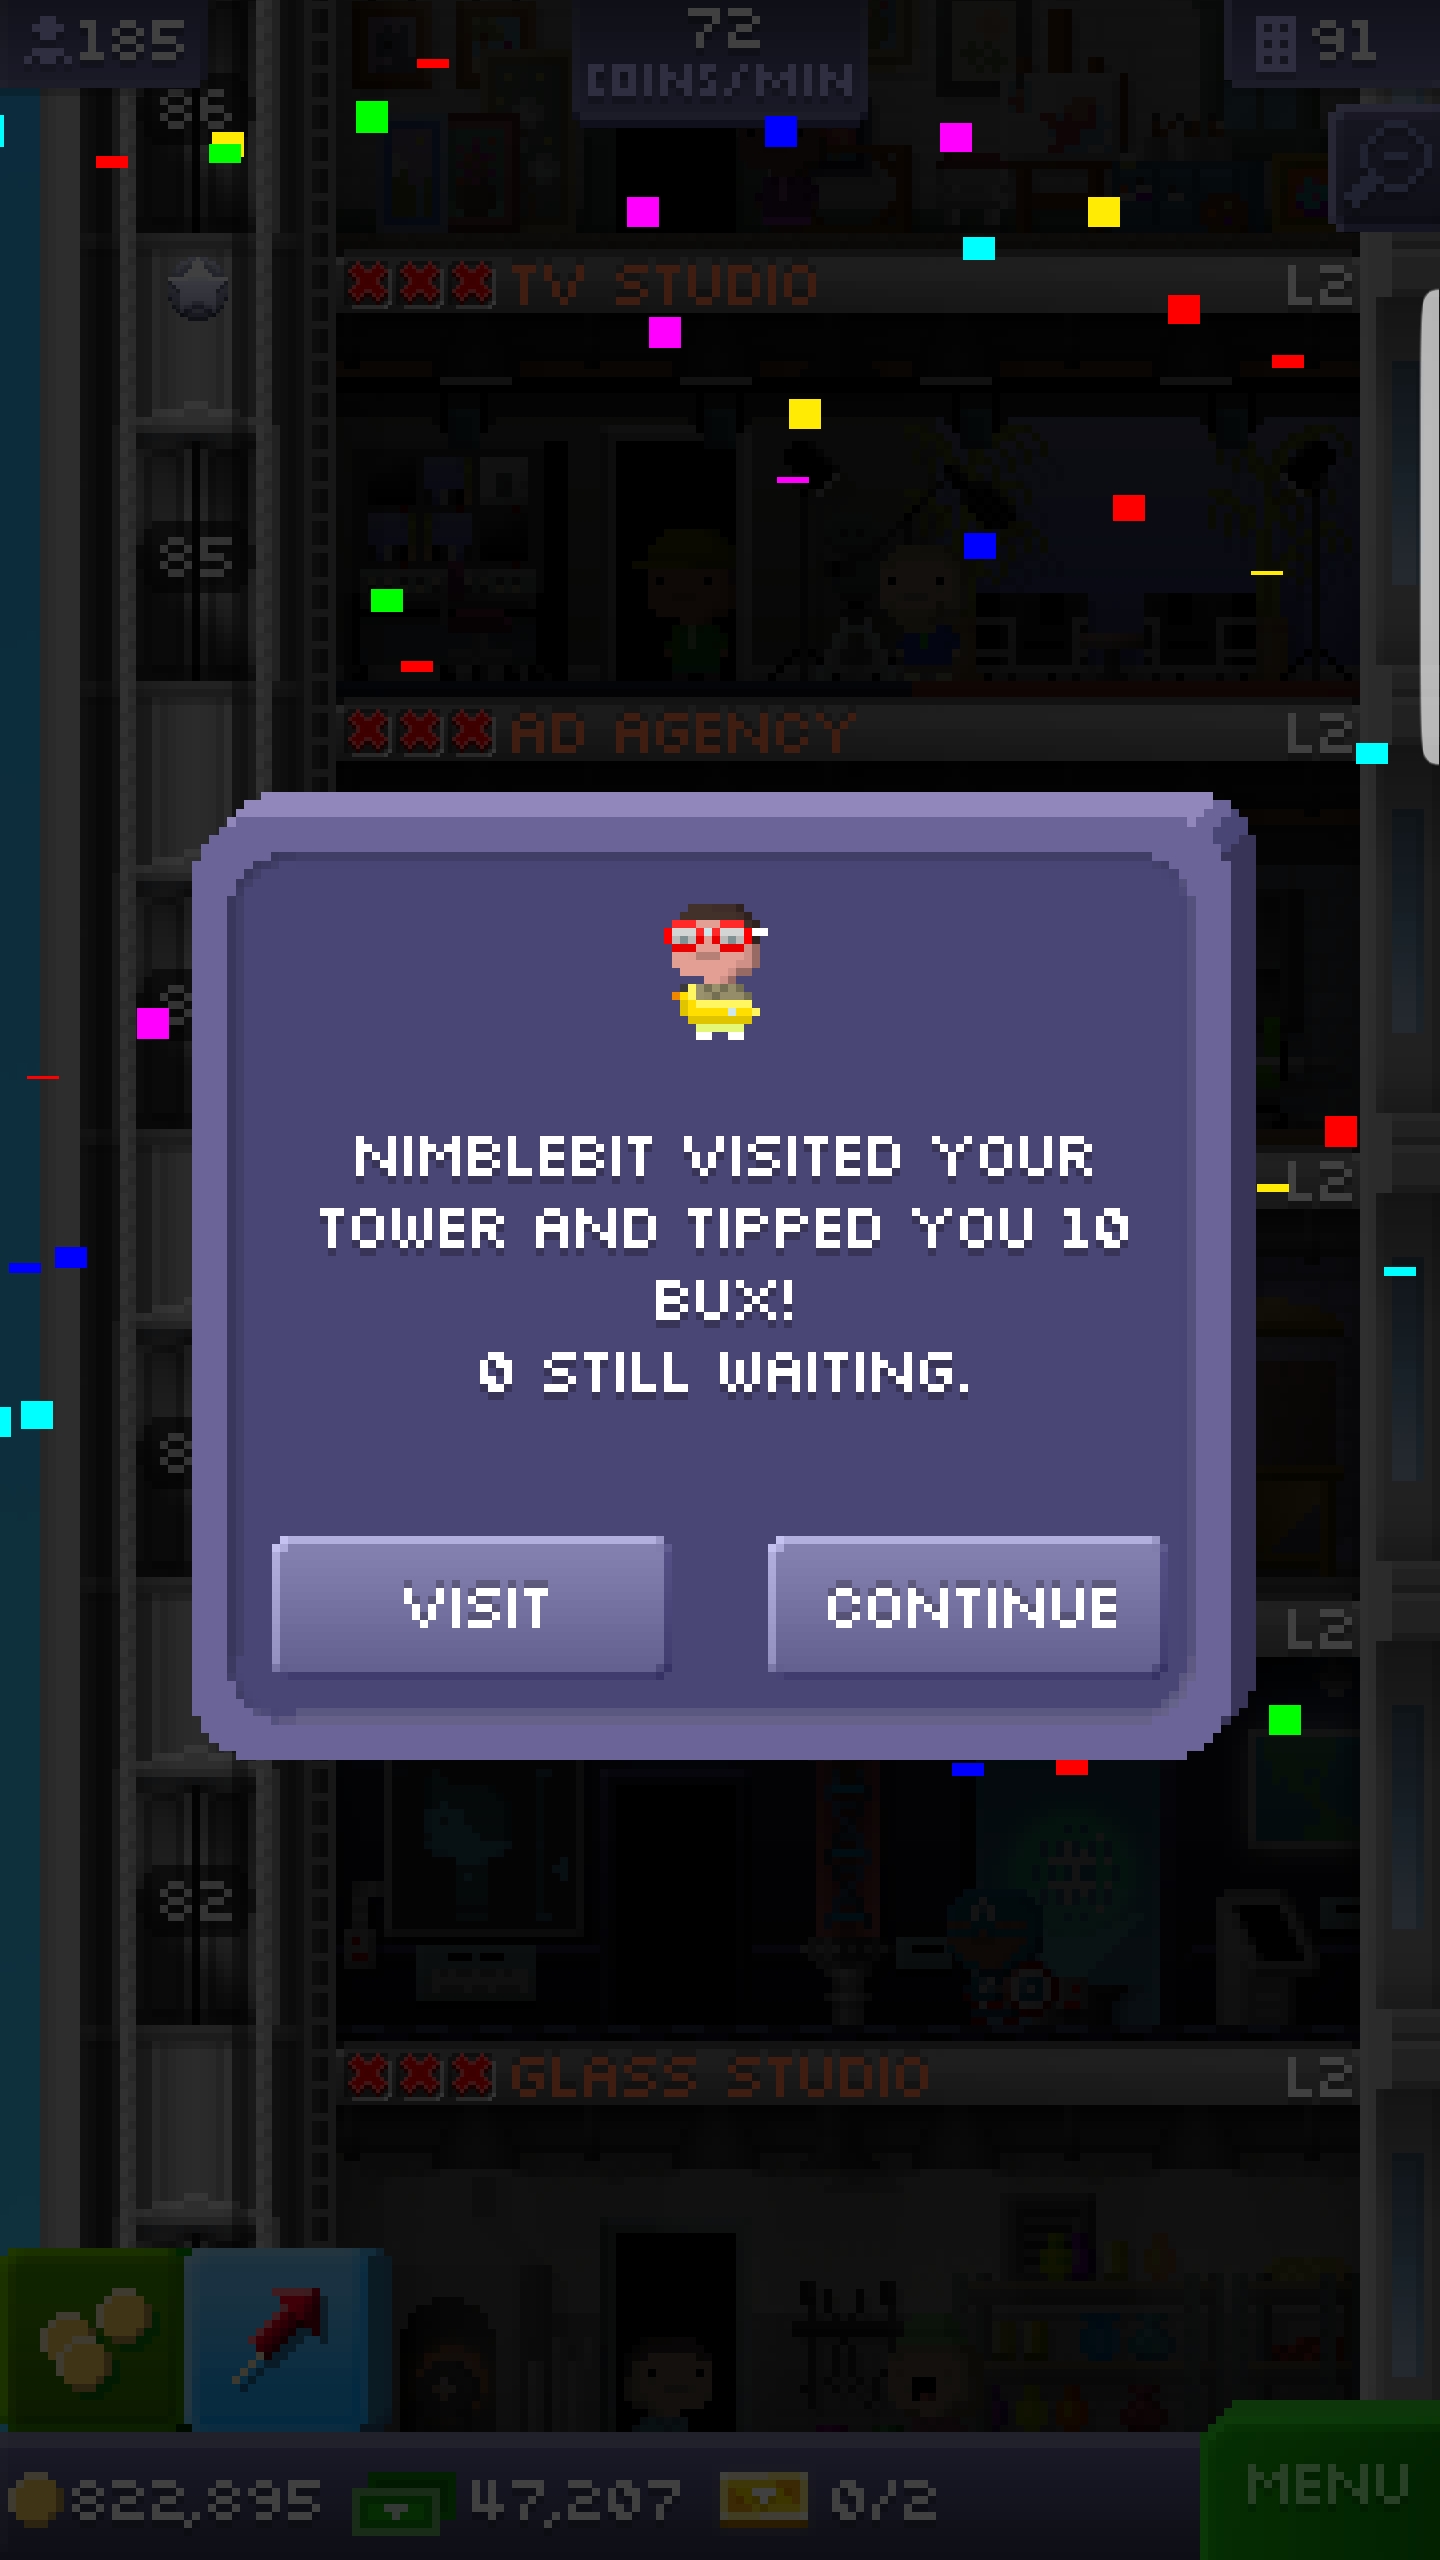 185
72
COINS/MIN
91
86
TV STUDIO
L2
85
AD AGENCY
L2
NIMBLEBIT VISITED YOUR
TOWER AND TIPPED YOU 10
BUX!
0 STILL WAITING.
L2
VISIT
CONTINUE
L2
82
GLASS STUDIO
L2
822,895
47,207
0/2
MENU